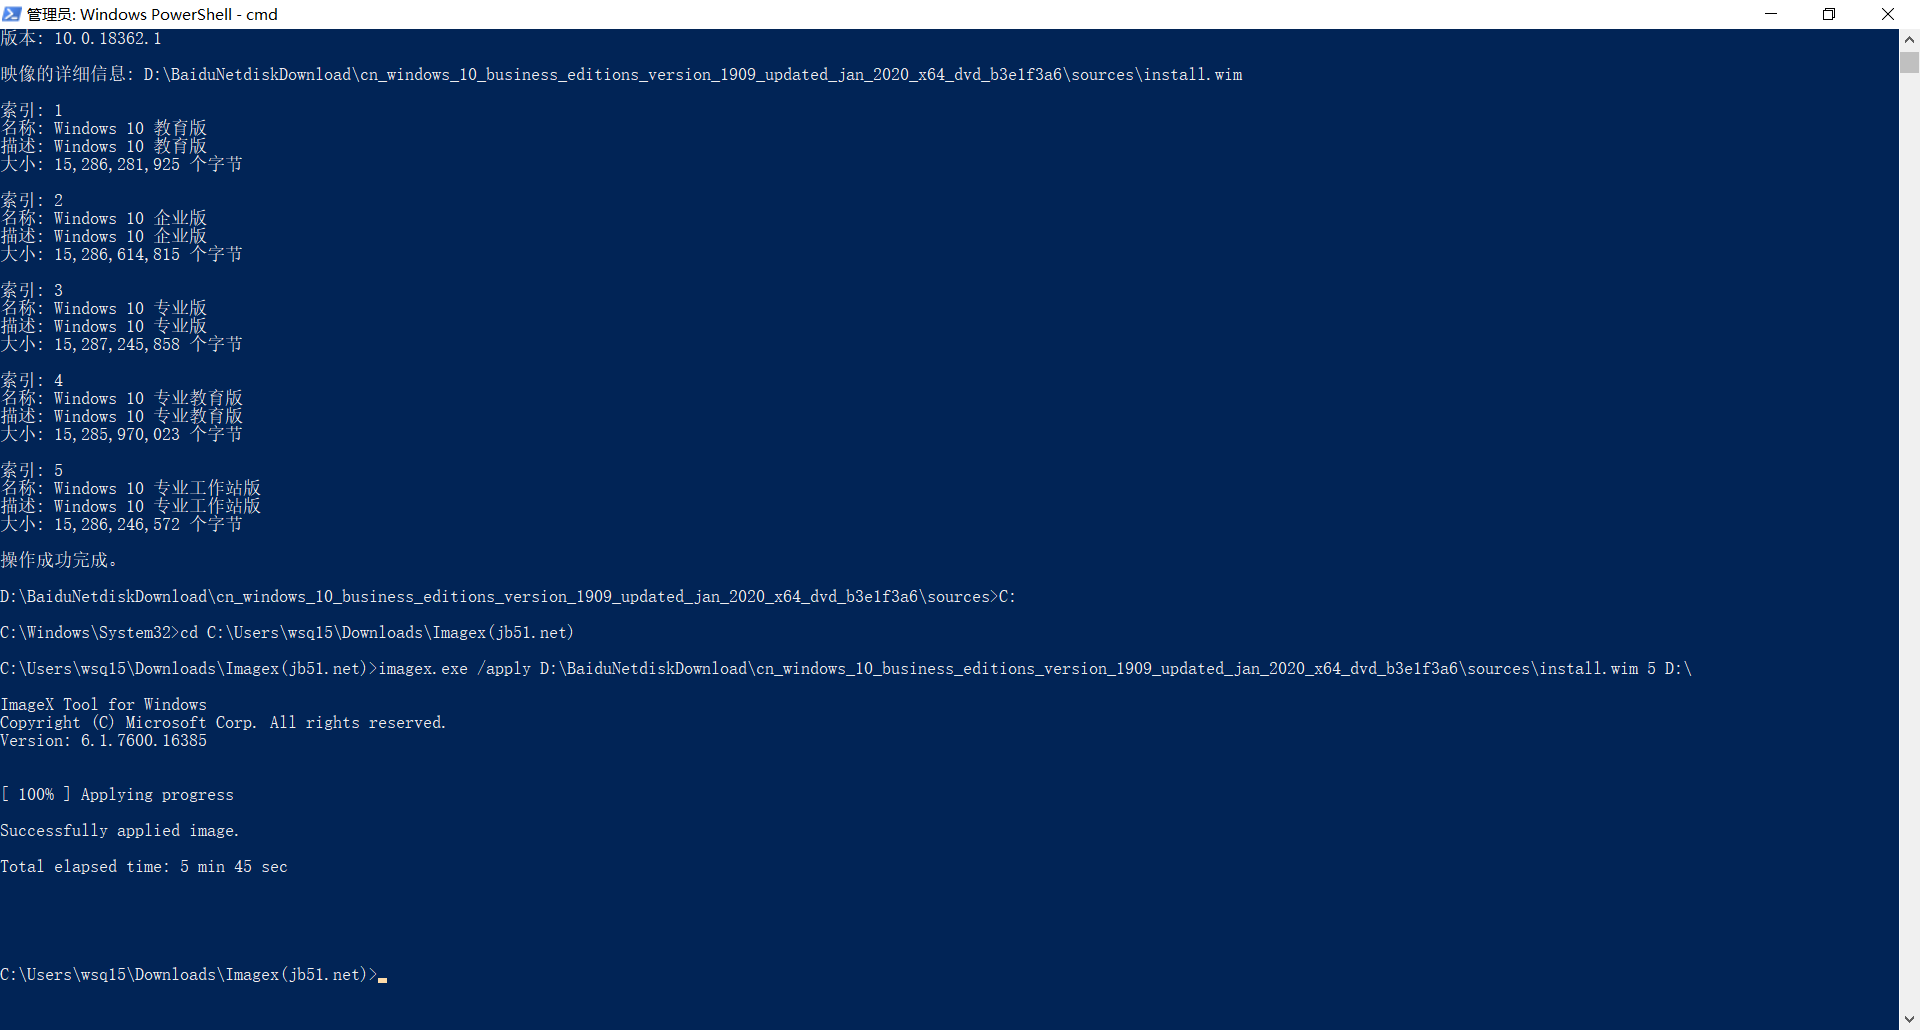 管理员: Windows PowerShell - cmd
版本: 10.0.18362.1
映像的详细信息: D:\BaiduNetdiskDownload\cn_windows_10_business_editions_version_1909_updated_jan_2020_x64_dvd_b3e1f3a6\sources\install.wim
索引: 1
名称: Windows 10 教育版
描述: Windows 10 教育版
大小: 15,286,281,925 个字节
索引: 2
名称: Windows 10 企业版
描述: Windows 10 企业版
大小: 15,286,614,815 个字节
索引: 3
名称: Windows 10 专业版
描述: Windows 10 专业版
大小: 15,287,245,858 个字节
索引: 4
名称: Windows 10 专业教育版
描述: Windows 10 专业教育版
大小: 15,285,970,023 个字节
索引: 5
名称: Windows 10 专业工作站版
描述: Windows 10 专业工作站版
大小: 15,286,246,572 个字节
操作成功完成。
D:\BaiduNetdiskDownload\cn_windows_10_business_editions_version_1909_updated_jan_2020_x64_dvd_b3e1f3a6\sources>C:
C:\Windows\System32>cd C:\Users\wsq15\Downloads\Imagex(jb51.net)
C:\Users\wsq15\Downloads\Imagex(jb51.net)>imagex.exe /apply D:\BaiduNetdiskDownload\cn_windows_10_business_editions_version_1909_updated_jan_2020_x64_dvd_b3e1f3a6\sources\install.wim 5 D:\
ImageX Tool for Windows
Copyright (C) Microsoft Corp. All rights reserved.
Version: 6.1.7600.16385
[ 100% ] Applying progress
Successfully applied image.
Total elapsed time: 5 min 45 sec
C:\Users\wsq15\Downloads\Imagex(jb51.net)>